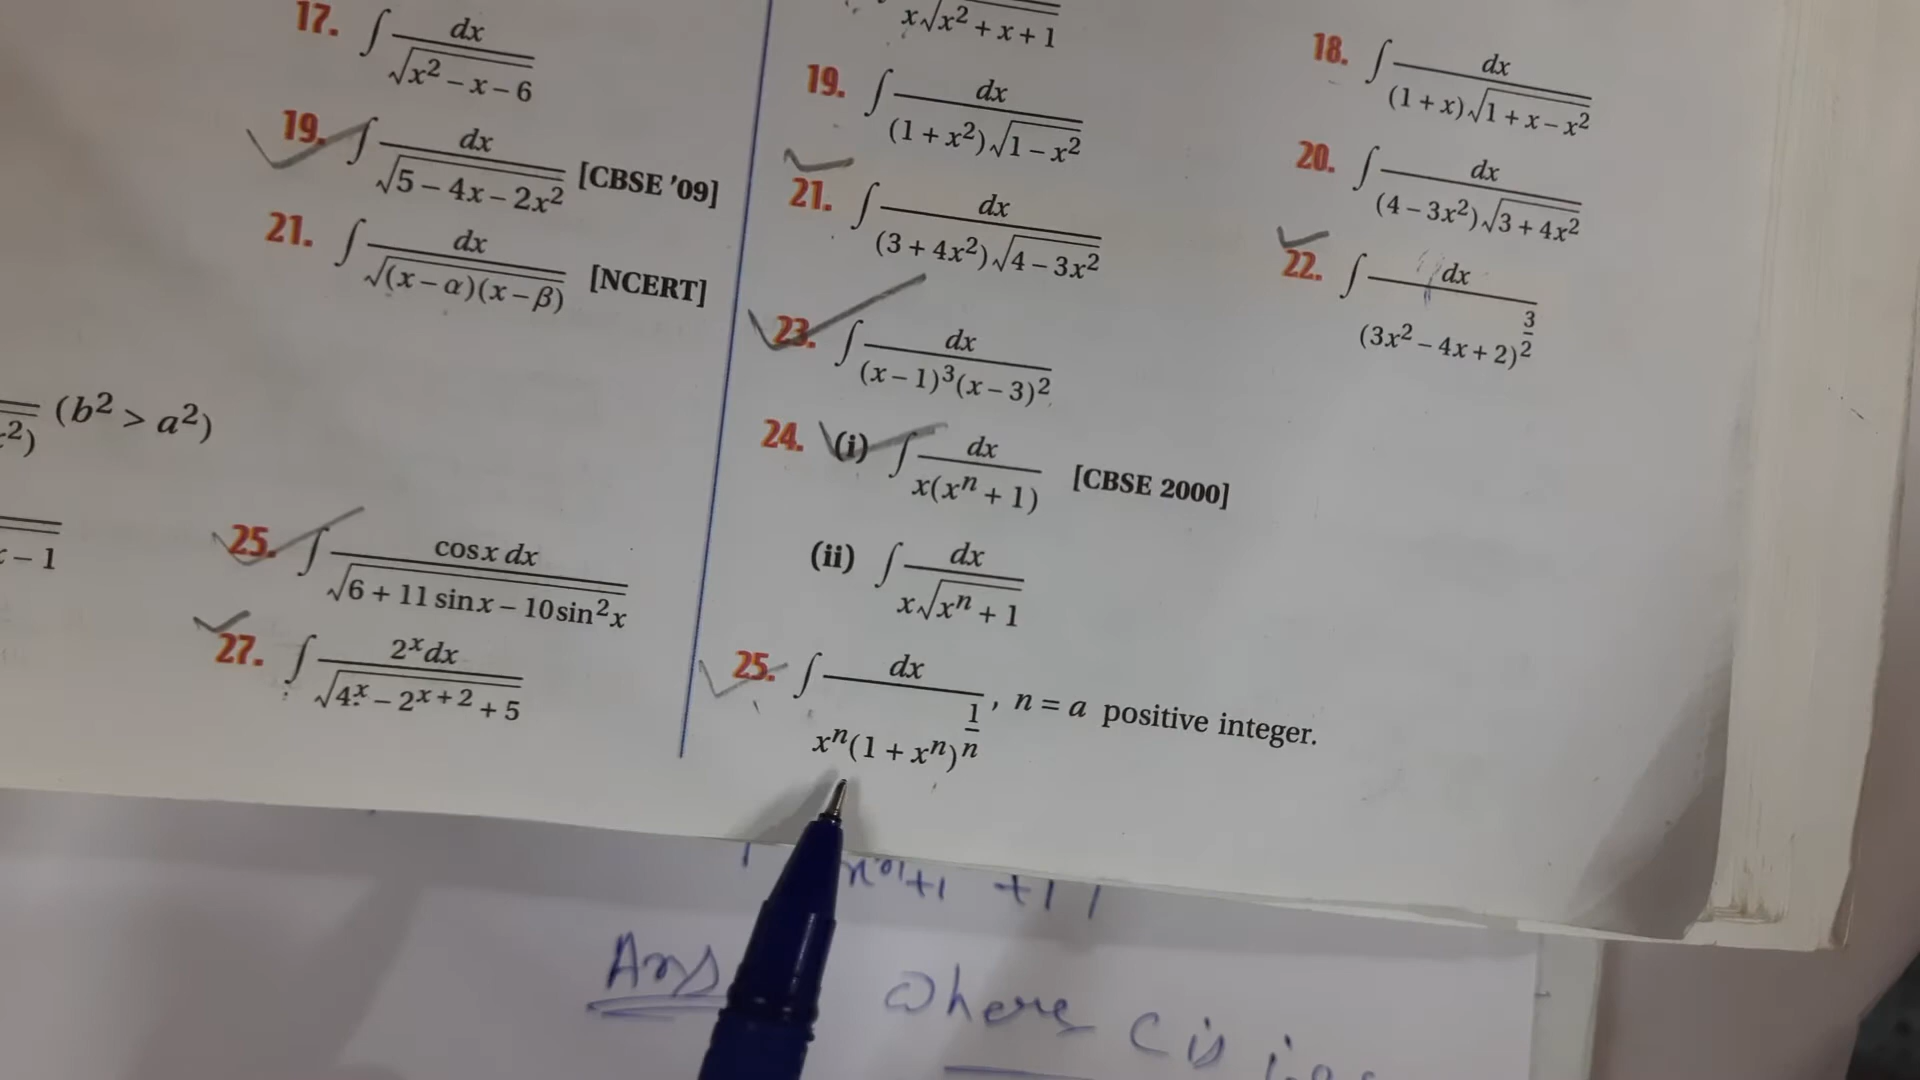 17. ∫ dx / √(x² – x – 6)
19. ∫ dx / √(5 – 4x – 2x²) [CBSE '09]
21. ∫ dx / √((x – α)(x – β)) [NCERT]
(b² > a²)
x – 1
25. ∫ cos x dx / √(6 + 11 sin x – 10 sin² x)
27. ∫ 2ˣ dx / √(4ˣ – 2ˣ⁺² + 5)
x√(x² + x + 1)
19. ∫ dx / (1 + x²)√(1 – x²)
21. ∫ dx / (3 + 4x²)√(4 – 3x²)
23. ∫ dx / (x – 1)³(x – 3)²
24. (i) ∫ dx / x(xⁿ + 1) [CBSE 2000]
(ii) ∫ dx / x√(xⁿ + 1)
25. ∫ dx / xⁿ(1 + xⁿ)^(1/n) , n = a positive integer.
18. ∫ dx / (1 + x)√(1 + x – x²)
20. ∫ dx / (4 – 3x²)√(3 + 4x²)
22. ∫ dx / (3x² – 4x + 2)^(3/2)
Ans where C is